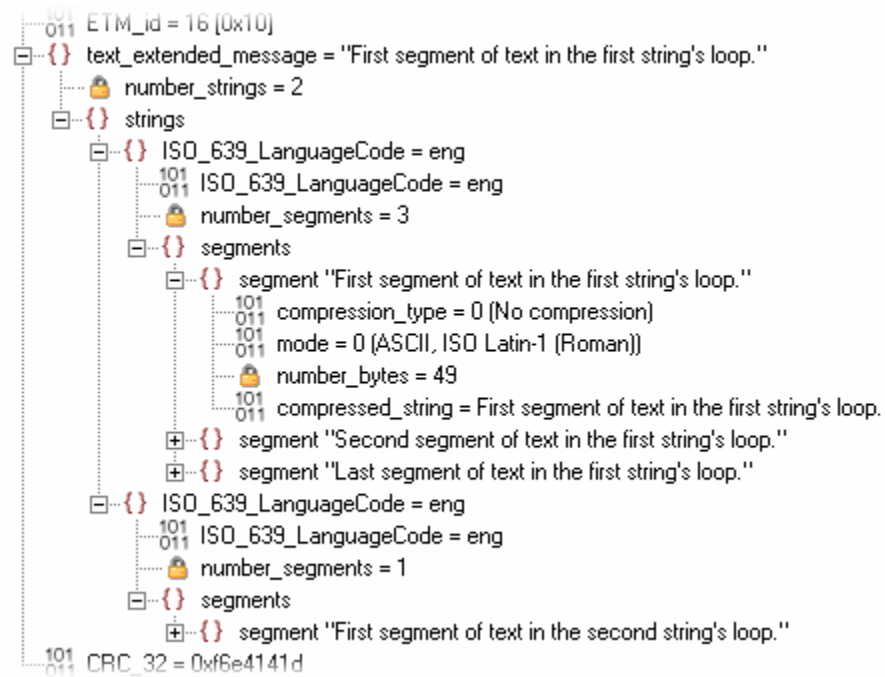 ETM_id = 16 [0x10]
text_extended_message = "First segment of text in the first string's loop."
number_strings = 2
strings
ISO_639_LanguageCode = eng
ISO_639_LanguageCode = eng
number_segments = 3
segments
segment "First segment of text in the first string's loop."
compression_type = 0 (No compression)
mode = 0 (ASCII, ISO Latin-1 (Roman))
number_bytes = 49
compressed_string = First segment of text in the first string's loop.
segment "Second segment of text in the first string's loop."
segment "Last segment of text in the first string's loop."
ISO_639_LanguageCode = eng
ISO_639_LanguageCode = eng
number_segments = 1
segments
segment "First segment of text in the second string's loop."
CRC_32 = 0xf6e4141d